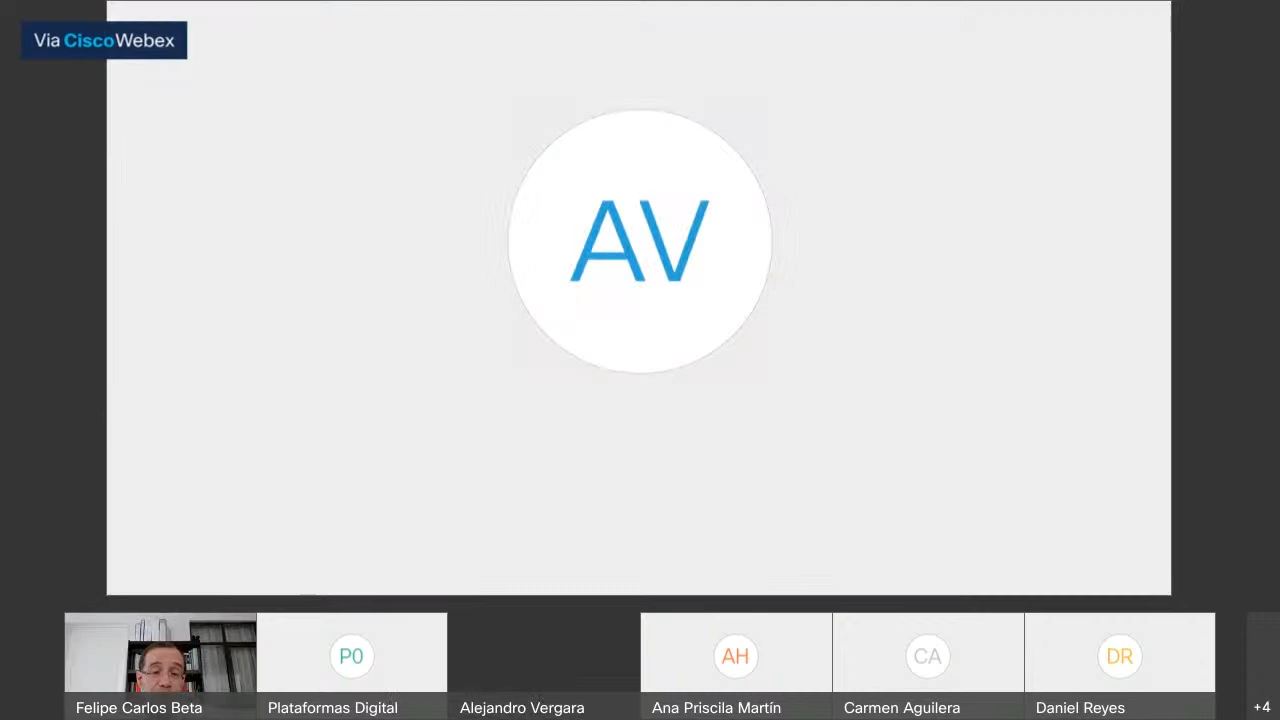 Via CiscoWebex
AV
PO
AH
CA
DR
Felipe Carlos Beta
Plataformas Digital
Alejandro Vergara
Ana Priscila Martín
Carmen Aguilera
Daniel Reyes
+4